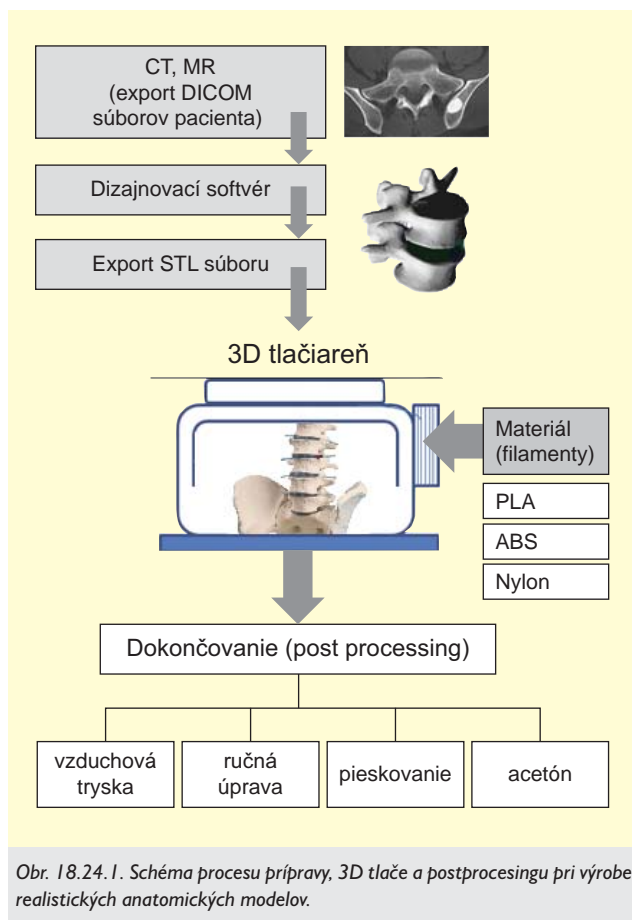 CT, MR
(export DICOM
súborov pacienta)
Dizajnovací softvér
Export STL súboru
3D tlačiareň
Materiál
(filamenty)
PLA
ABS
Nylon
Dokončovanie (post processing)
vzduchová
tryska
ručná
úprava
pieskovanie
acetón
Obr. 18.24.1. Schéma procesu prípravy, 3D tlače a postprocesingu pri výrobe
realistických anatomických modelov.